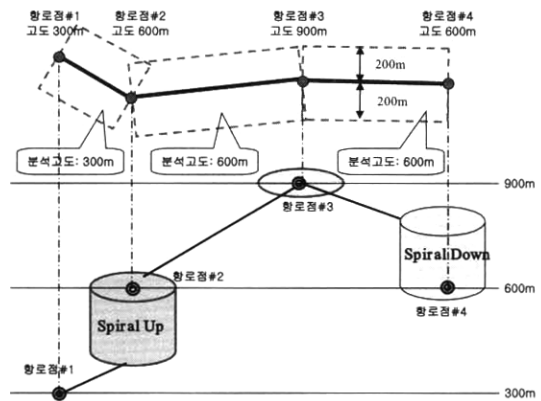 항로점#1
고도 300m
항로점#2
고도 600m
항로점#3
고도 900m
항로점#4
고도 600m
200m
200m
분석고도: 300m
분석고도: 600m
분석고도: 600m
900m
항로점#3
Spiral Down
항로점#2
600m
항로점#4
Spiral Up
항로점#1
300m